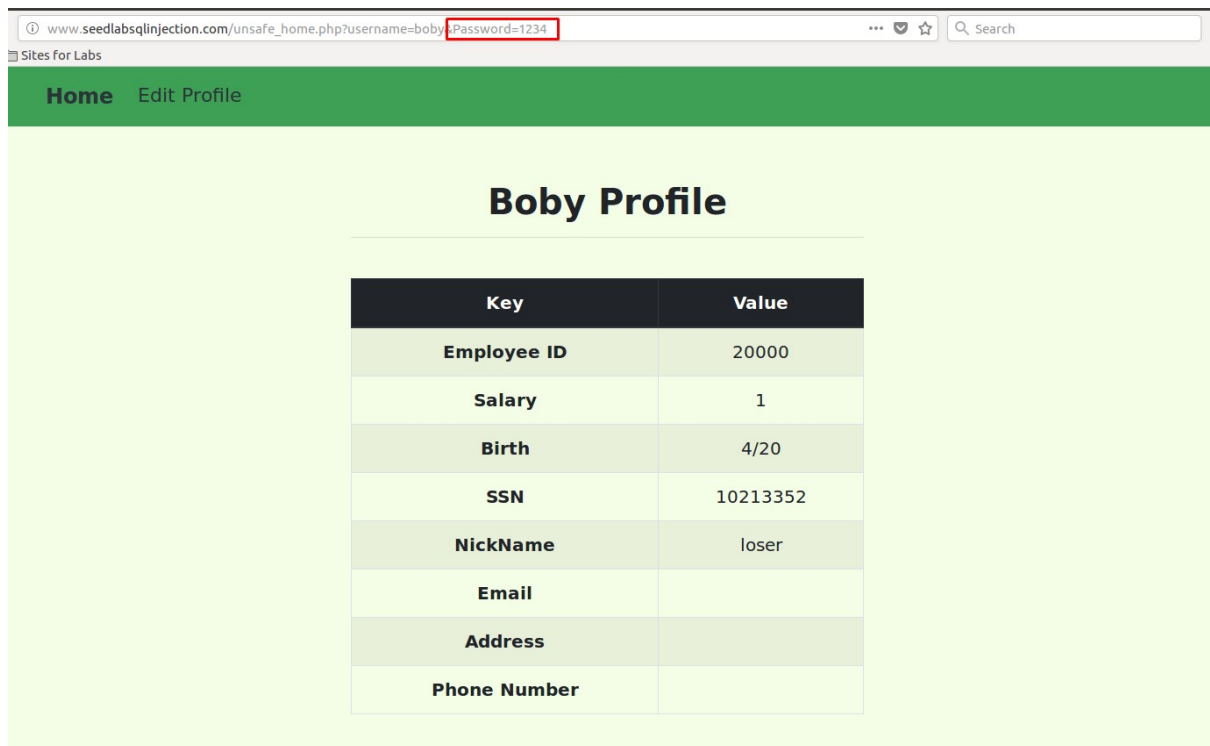 www.seedlabsqlinjection.com/unsafe_home.php?username=boby&Password=1234 ... Search
Sites for Labs
Home Edit Profile
Boby Profile
Key Value
Employee ID 20000
Salary 1
Birth 4/20
SSN 10213352
NickName loser
Email
Address
Phone Number